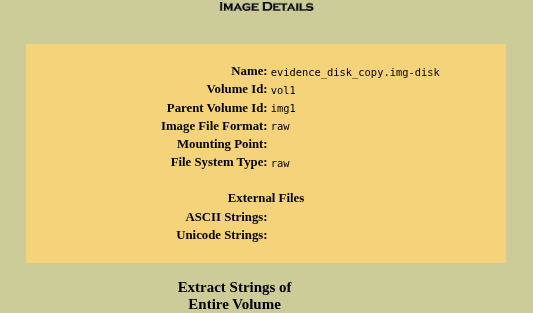 IMAGE DETAILS
Name: evidence_disk_copy.img-disk
Volume Id: vol1
Parent Volume Id: img1
Image File Format: raw
Mounting Point:
File System Type: raw
External Files
ASCII Strings:
Unicode Strings:
Extract Strings of
Entire Volume